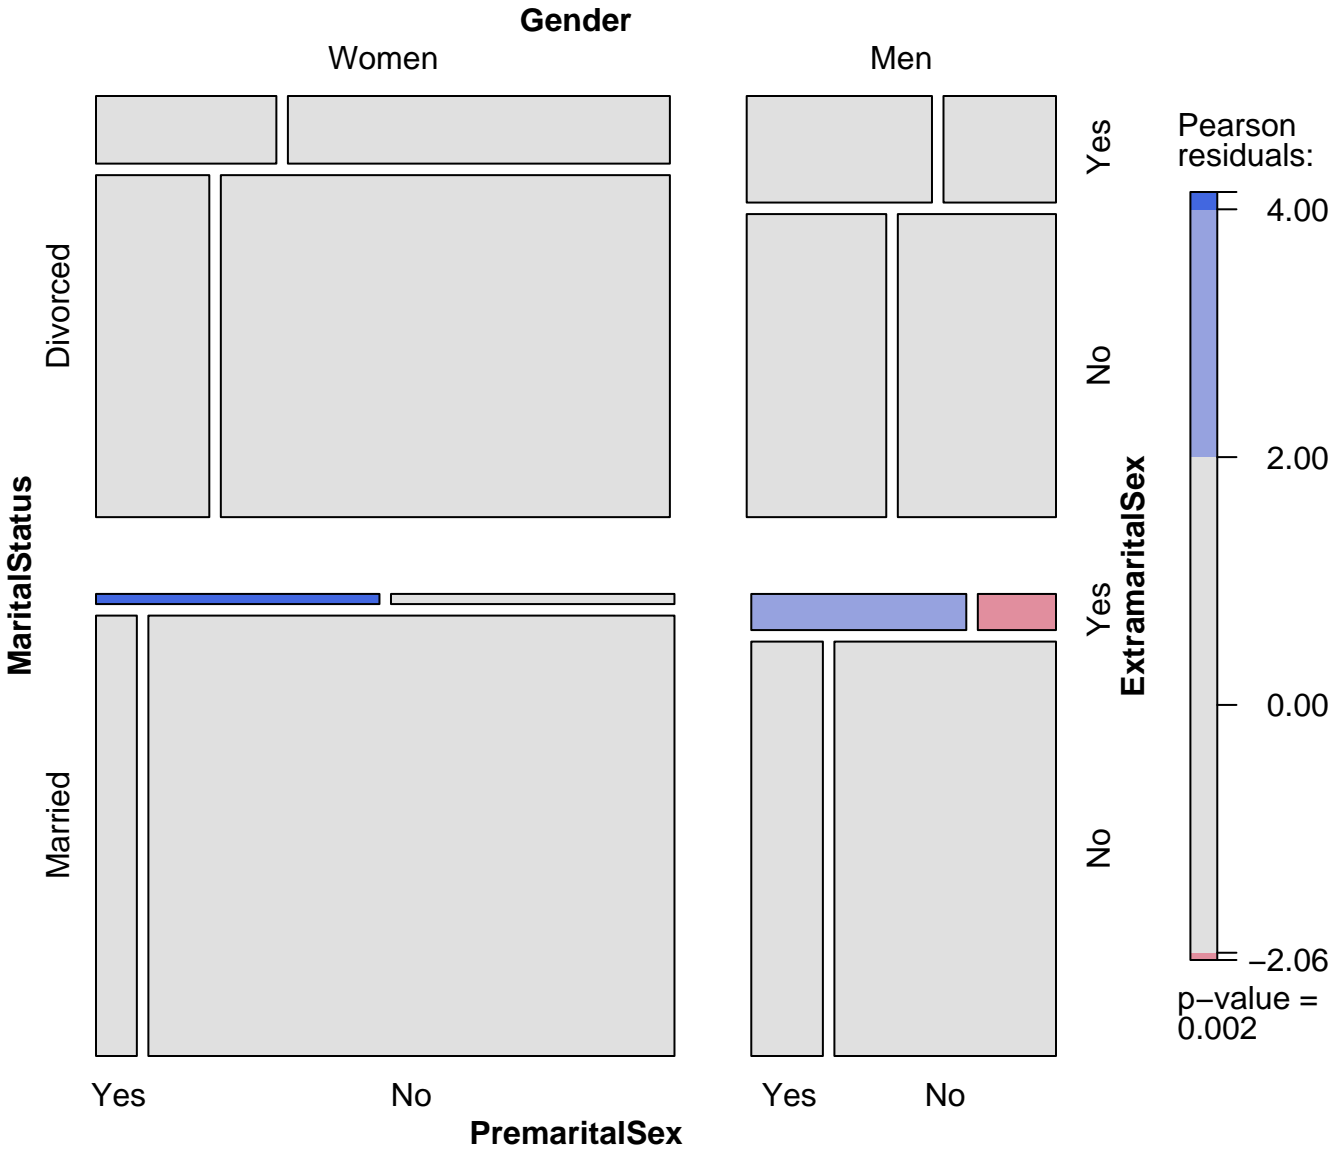 Gender
Women
Men
Pearson
residuals:
4.00
2.00
0.00
−2.06
p−value =
0.002
MaritalStatus
Divorced
Married
Yes
No
Yes
No
ExtramaritalSex
Yes
No
Yes
No
PremaritalSex